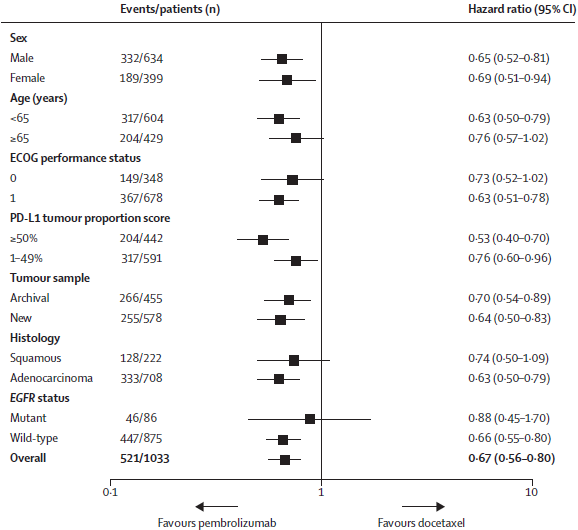 Events/patients (n) Hazard ratio (95% CI)
Sex
Male 332/634 0·65 (0·52–0·81)
Female 189/399 0·69 (0·51–0·94)
Age (years)
<65 317/604 0·63 (0·50–0·79)
≥65 204/429 0·76 (0·57–1·02)
ECOG performance status
0 149/348 0·73 (0·52–1·02)
1 367/678 0·63 (0·51–0·78)
PD-L1 tumour proportion score
≥50% 204/442 0·53 (0·40–0·70)
1–49% 317/591 0·76 (0·60–0·96)
Tumour sample
Archival 266/455 0·70 (0·54–0·89)
New 255/578 0·64 (0·50–0·83)
Histology
Squamous 128/222 0·74 (0·50–1·09)
Adenocarcinoma 333/708 0·63 (0·50–0·79)
EGFR status
Mutant 46/86 0·88 (0·45–1·70)
Wild-type 447/875 0·66 (0·55–0·80)
Overall 521/1033 0·67 (0·56–0·80)
0·1 1 10
Favours pembrolizumab Favours docetaxel